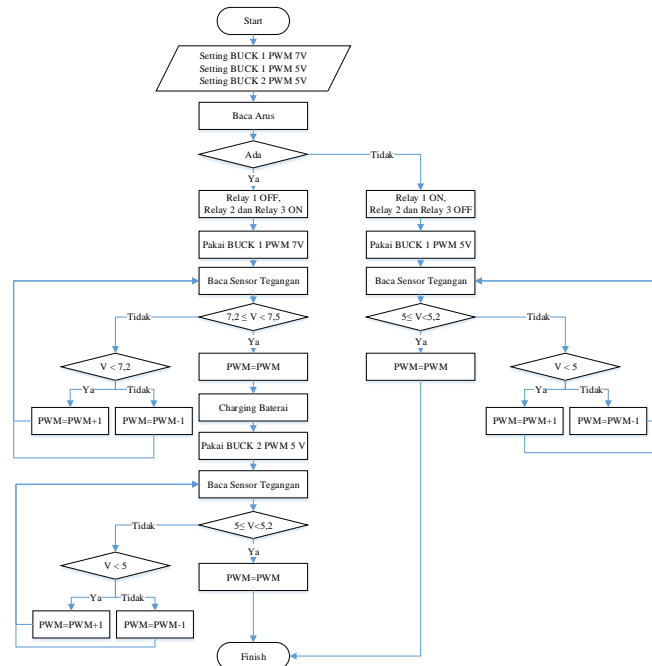 Start
Setting BUCK 1 PWM 7V
Setting BUCK 1 PWM 5V
Setting BUCK 2 PWM 5V
Baca Arus
Ada
Tidak
Ya
Relay 1 OFF,
Relay 2 dan Relay 3 ON
Relay 1 ON,
Relay 2 dan Relay 3 OFF
Pakai BUCK 1 PWM 7V
Pakai BUCK 1 PWM 5V
Baca Sensor Tegangan
Baca Sensor Tegangan
Tidak
7,2 ≤ V < 7,5
5≤ V<5,2
Tidak
Ya
Ya
V < 7,2
PWM=PWM
PWM=PWM
V < 5
Ya
Tidak
Ya
Tidak
PWM=PWM+1
PWM=PWM-1
Charging Baterai
PWM=PWM+1
PWM=PWM-1
Pakai BUCK 2 PWM 5 V
Baca Sensor Tegangan
Tidak
5≤ V<5,2
Ya
V < 5
PWM=PWM
Ya
Tidak
PWM=PWM+1
PWM=PWM-1
Finish